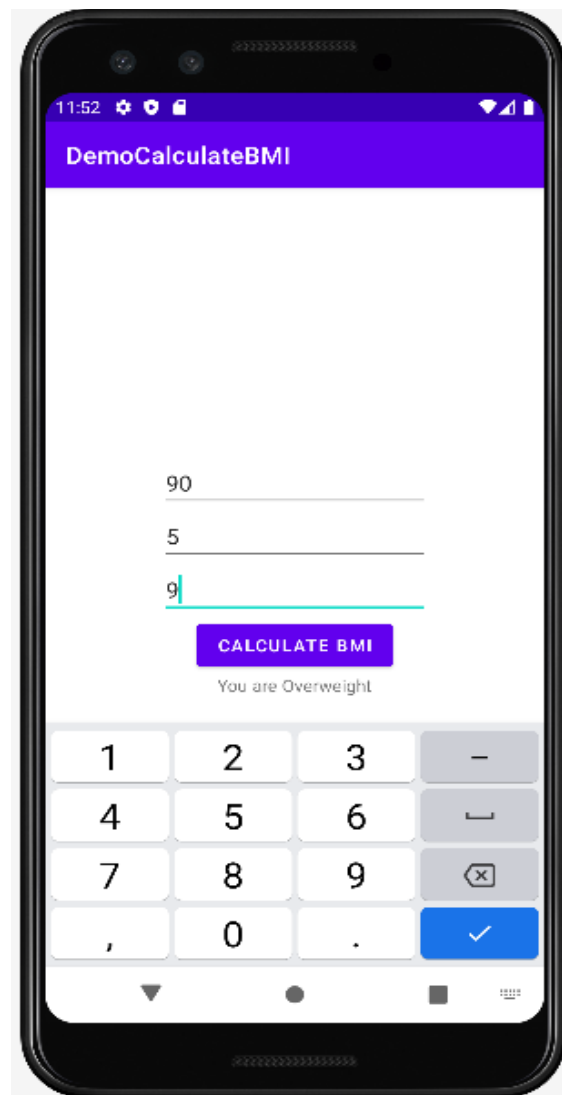 11:52
DemoCalculateBMI
90
5
9
CALCULATE BMI
You are Overweight
1 2 3 –
4 5 6
7 8 9
, 0 .